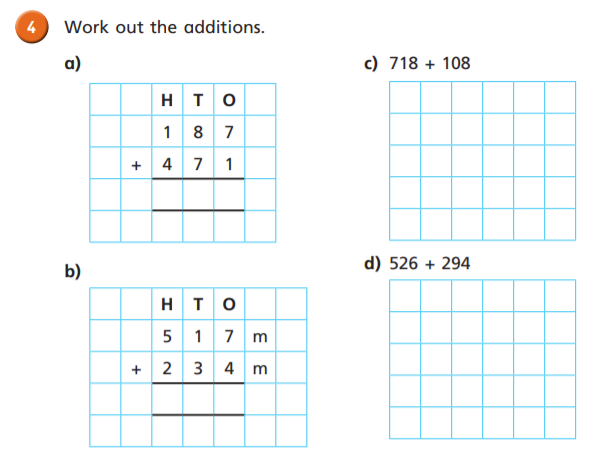 4 Work out the additions.
a)
H T O
1 8 7
+ 4 7 1
b)
H T O
5 1 7 m
+ 2 3 4 m
c) 718 + 108
d) 526 + 294